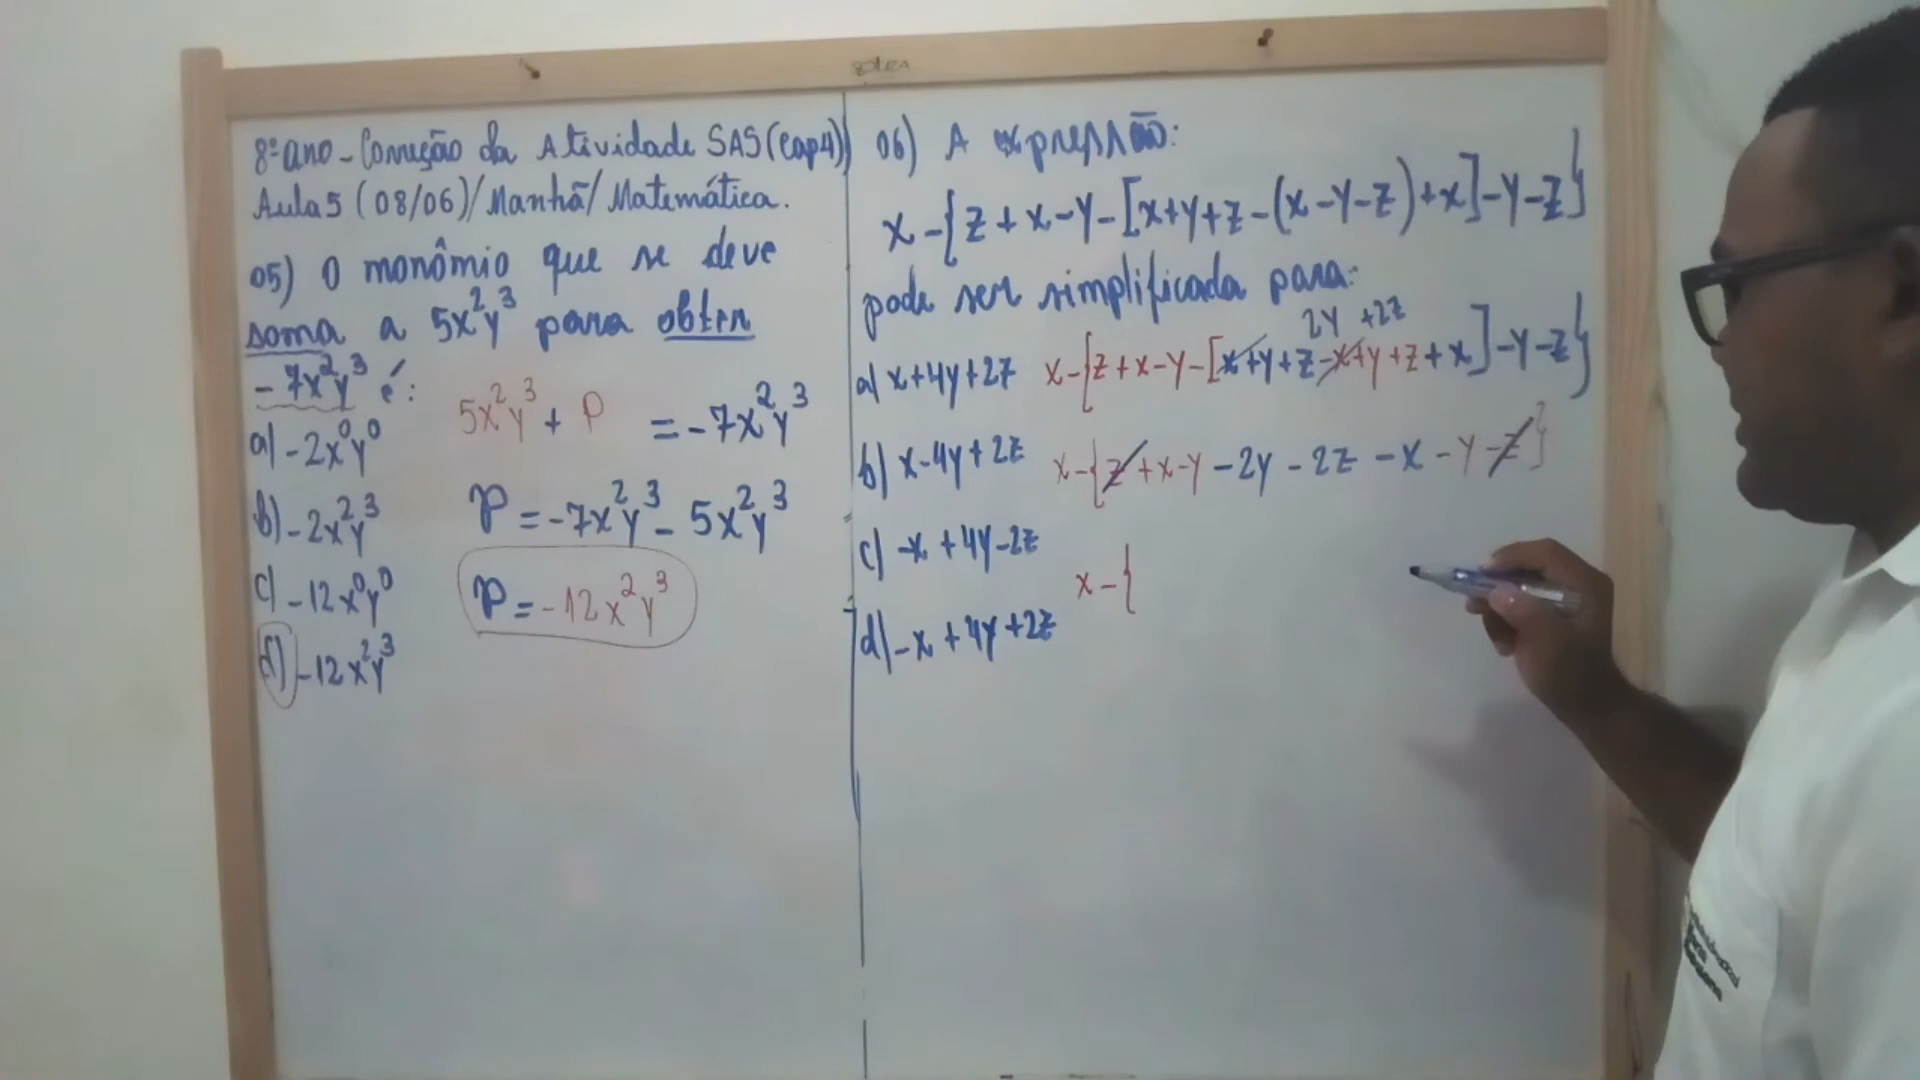 8º ano - Correção da Atividade SAS (Cap4)
Aula 5 (08/06) / Manhã / Matemática.
05) O monômio que se deve
soma a 5x²y³ para obter
-7x²y³ é:
5x²y³ + P = -7x²y³
a) -2x⁰y⁰
P = -7x²y³ - 5x²y³
b) -2x²y³
c) -12x⁰y⁰
P = -12x²y³
d) -12x²y³
06) A expressão:
x - {z + x - y - [x + y + z - (x - y - z) + x] - y - z}
pode ser simplificada para:
2y + 2z
a) x + 4y + 2z
x - {z + x - y - [x + y + z - x + y + z + x] - y - z}
b) x - 4y + 2z
x - {z + x - y - 2y - 2z - x - y - z}
c) -x + 4y - 2z
x - {
d) -x + 4y + 2z